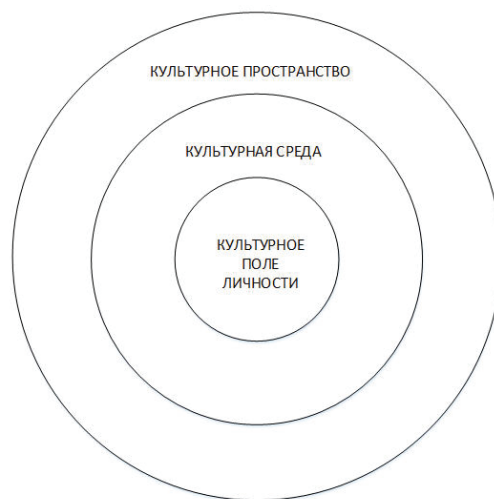 КУЛЬТУРНОЕ ПРОСТРАНСТВО
КУЛЬТУРНАЯ СРЕДА
КУЛЬТУРНОЕ
ПОЛЕ
ЛИЧНОСТИ